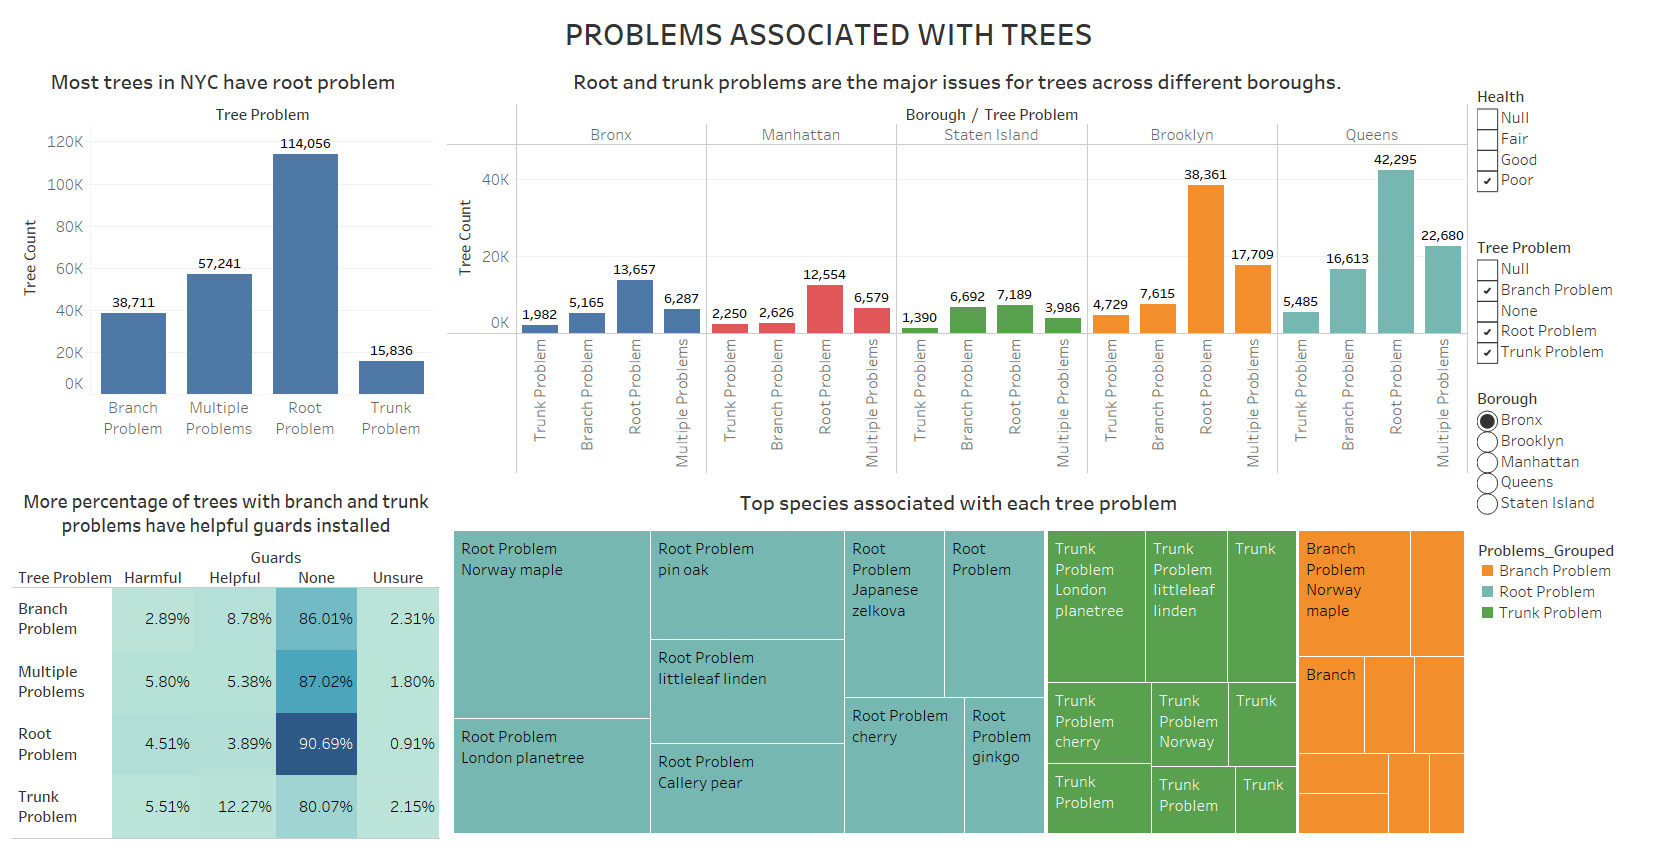 PROBLEMS ASSOCIATED WITH TREES
Most trees in NYC have root problem
Tree Problem
Tree Count
120K
100K
80K
60K
40K
20K
0K
38,711
57,241
114,056
15,836
Branch
Problem
Multiple
Problems
Root
Problem
Trunk
Problem
Root and trunk problems are the major issues for trees across different boroughs.
Borough / Tree Problem
Bronx
Manhattan
Staten Island
Brooklyn
Queens
Tree Count
40K
20K
0K
1,982
5,165
13,657
6,287
2,250
2,626
12,554
6,579
1,390
6,692
7,189
3,986
4,729
7,615
38,361
17,709
5,485
16,613
42,295
22,680
Trunk Problem
Branch Problem
Root Problem
Multiple Problems
Trunk Problem
Branch Problem
Root Problem
Multiple Problems
Trunk Problem
Branch Problem
Root Problem
Multiple Problems
Trunk Problem
Branch Problem
Root Problem
Multiple Problems
Trunk Problem
Branch Problem
Root Problem
Multiple Problems
Health
Null
Fair
Good
Poor
Tree Problem
Null
Branch Problem
None
Root Problem
Trunk Problem
Borough
Bronx
Brooklyn
Manhattan
Queens
Staten Island
Problems_Grouped
Branch Problem
Root Problem
Trunk Problem
More percentage of trees with branch and trunk
problems have helpful guards installed
Guards
Tree Problem Harmful Helpful None Unsure
Branch
Problem
2.89% 8.78% 86.01% 2.31%
Multiple
Problems
5.80% 5.38% 87.02% 1.80%
Root
Problem
4.51% 3.89% 90.69% 0.91%
Trunk
Problem
5.51% 12.27% 80.07% 2.15%
Top species associated with each tree problem
Root Problem
Norway maple
Root Problem
London planetree
Root Problem
pin oak
Root Problem
littleleaf linden
Root Problem
Callery pear
Root
Problem
Japanese
zelkova
Root
Problem
Root Problem
cherry
Root
Problem
ginkgo
Trunk
Problem
London
planetree
Trunk
Problem
littleleaf
linden
Trunk
Trunk
Problem
cherry
Trunk
Problem
Norway
Trunk
Trunk
Problem
Trunk
Problem
Trunk
Branch
Problem
Norway
maple
Branch